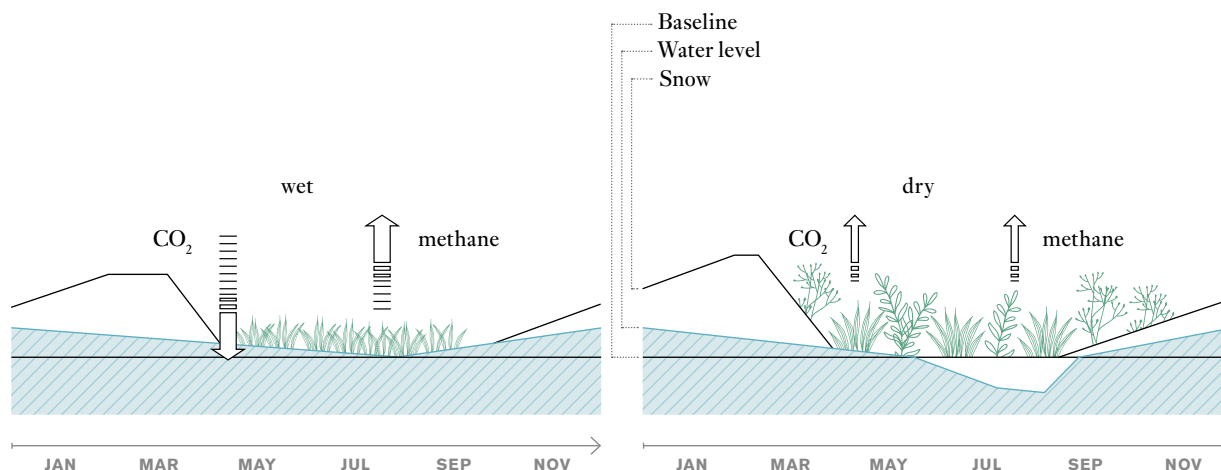 Baseline
Water level
Snow
wet
CO₂
methane
dry
CO₂
methane
JAN MAR MAY JUL SEP NOV
JAN MAR MAY JUL SEP NOV